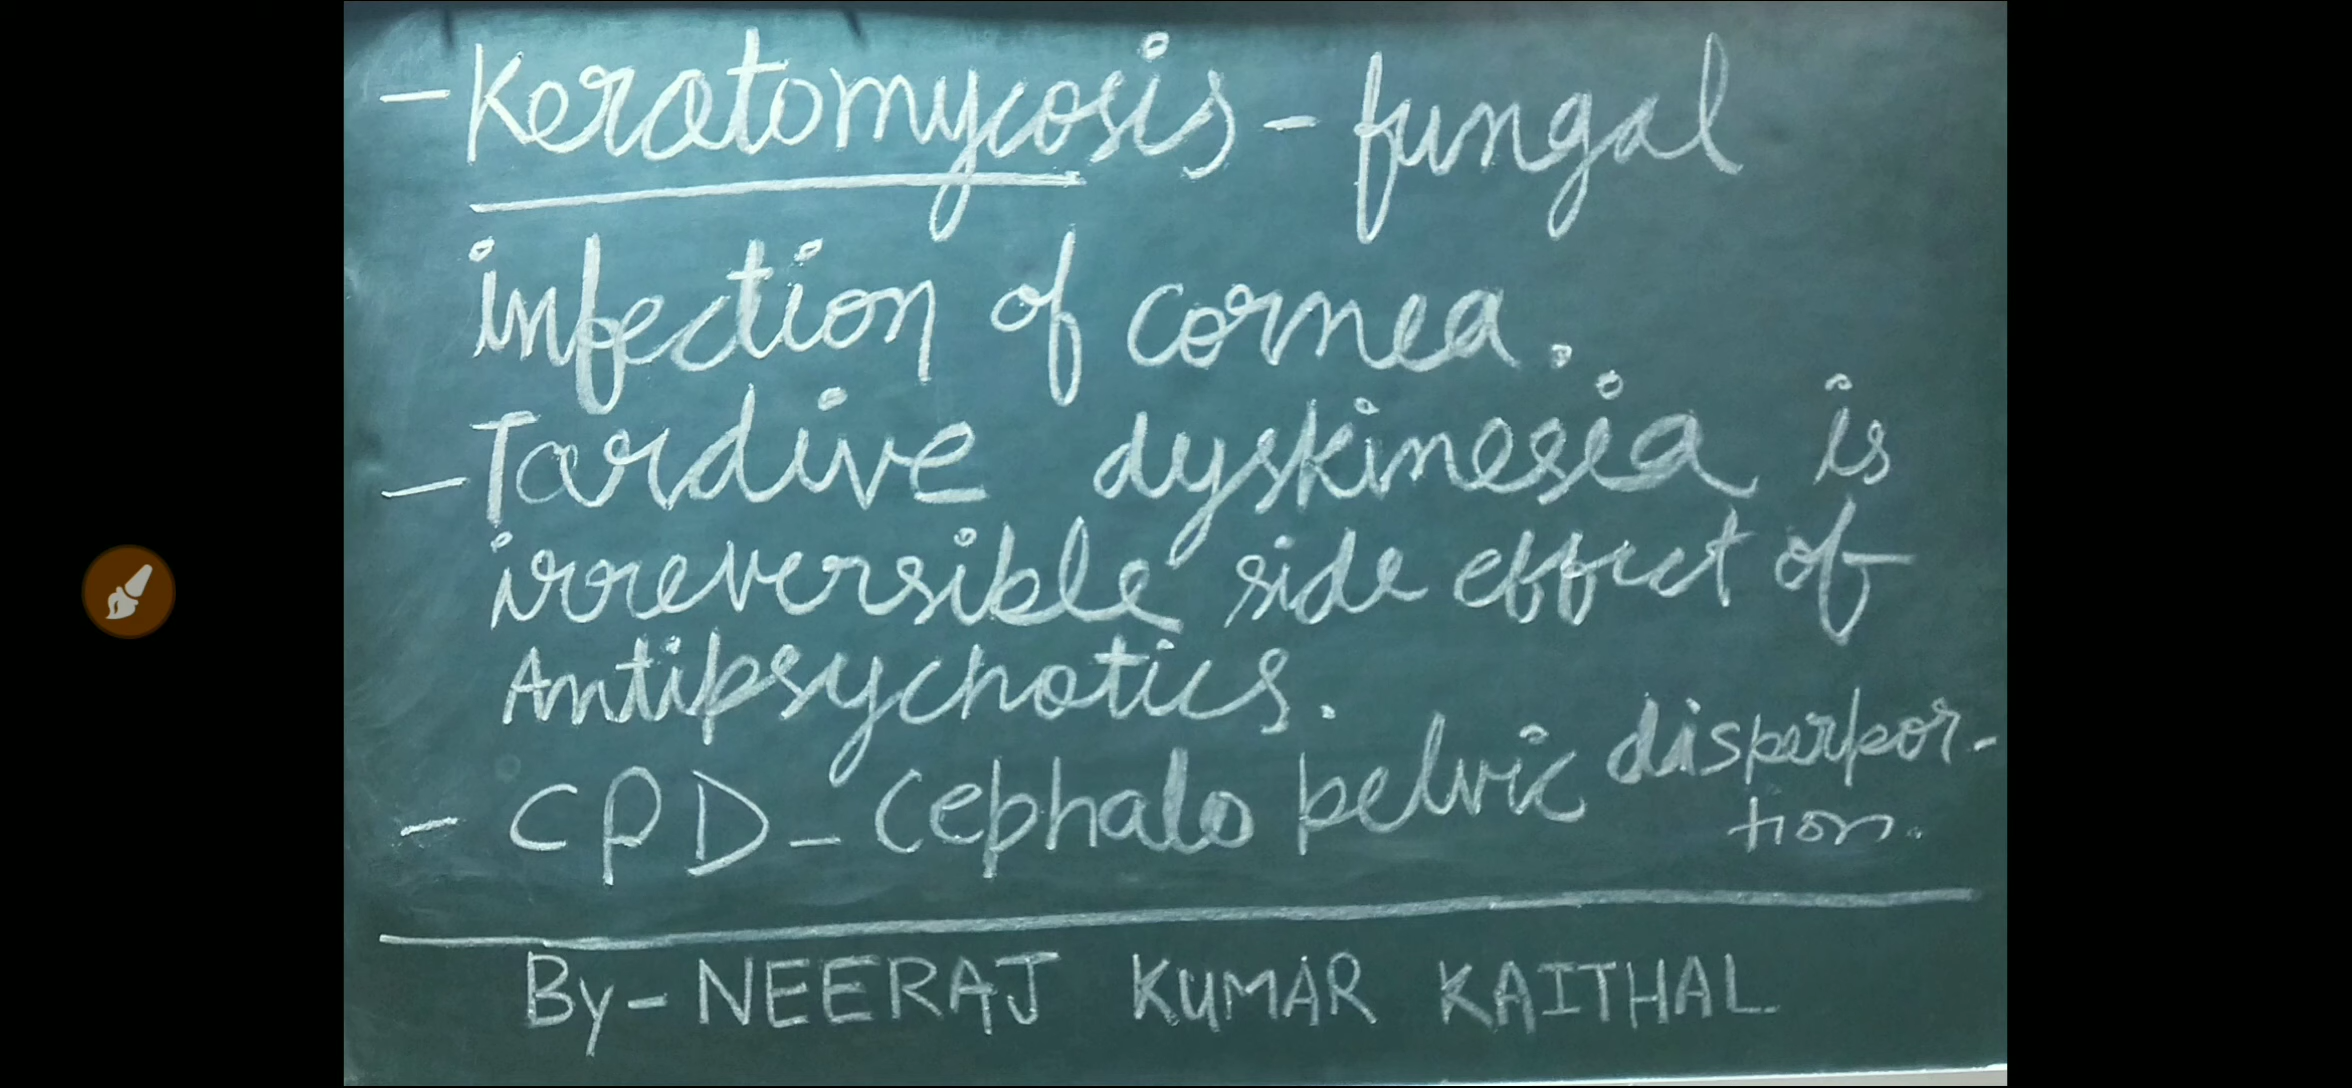 - Keratomycosis - fungal
infection of cornea.
- Tardive dyskinesia is
irreversible side effect of
Antipsychotics.
- CPD - Cephalo pelvic disperpor-
tion.
By - NEERAJ KUMAR KAITHAL